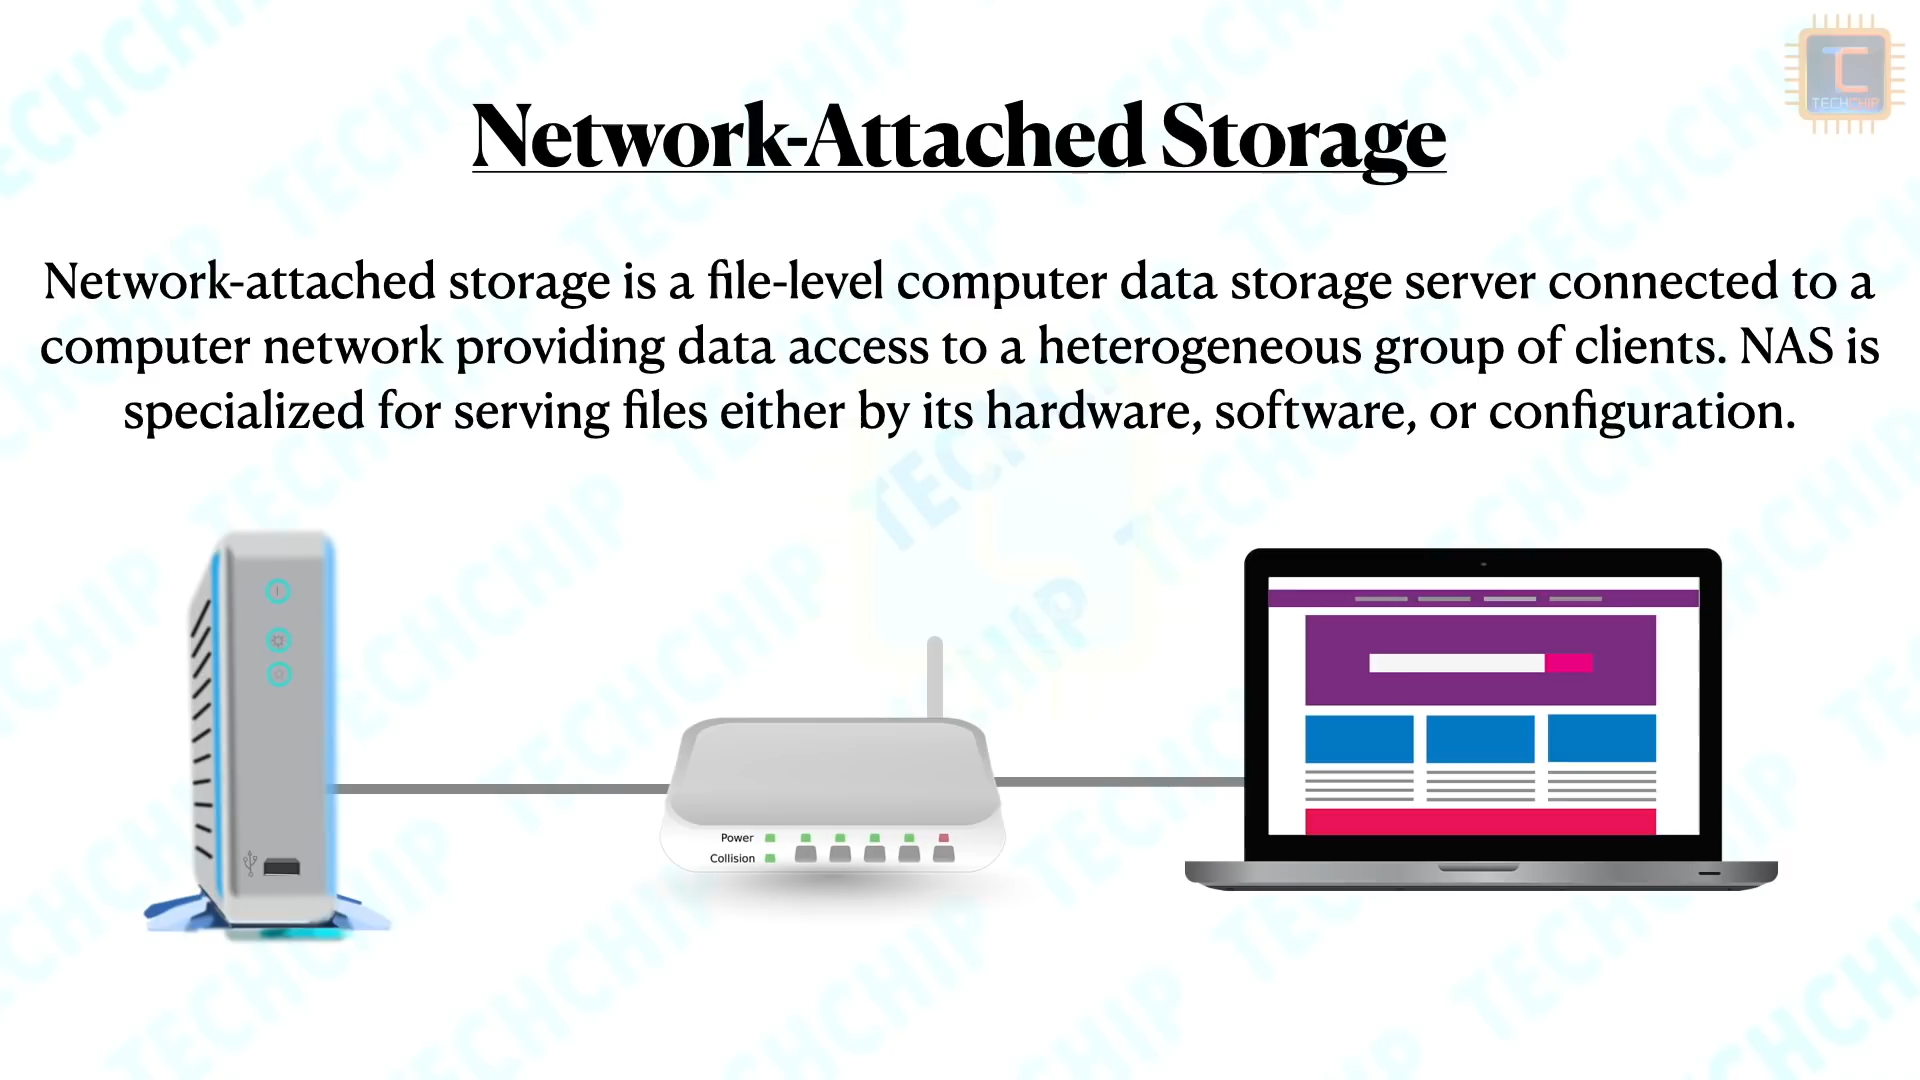 TECHCHIP
Network-Attached Storage
Network-attached storage is a file-level computer data storage server connected to a
computer network providing data access to a heterogeneous group of clients. NAS is
specialized for serving files either by its hardware, software, or configuration.
Power
Collision